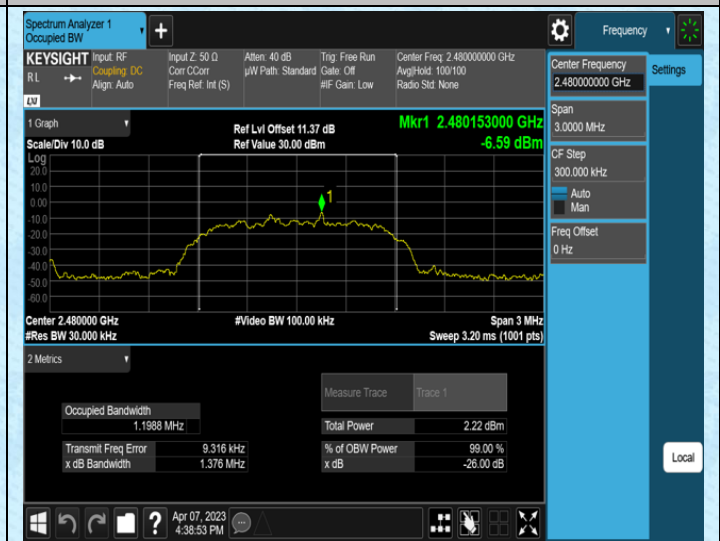 Spectrum Analyzer 1
Occupied BW
+
Frequency
KEYSIGHT
RL
LXI
Input: RF
Coupling: DC
Align: Auto
Input Z: 50 Ω
Corr CCorr
Freq Ref: Int (S)
Atten: 40 dB
µW Path: Standard
Trig: Free Run
Gate: Off
#IF Gain: Low
Center Freq: 2.480000000 GHz
Avg|Hold: 100/100
Radio Std: None
Center Frequency
2.480000000 GHz
Settings
Span
3.0000 MHz
CF Step
300.000 kHz
Auto
Man
Freq Offset
0 Hz
1 Graph
Scale/Div 10.0 dB
Ref Lvl Offset 11.37 dB
Ref Value 30.00 dBm
Mkr1 2.480153000 GHz
-6.59 dBm
Log
20.0
10.0
0.00
-10.0
-20.0
-30.0
-40.0
-50.0
-60.0
1
Center 2.480000 GHz
#Res BW 30.000 kHz
#Video BW 100.00 kHz
Span 3 MHz
Sweep 3.20 ms (1001 pts)
2 Metrics
Measure Trace
Trace 1
Occupied Bandwidth
1.1988 MHz
Total Power
2.22 dBm
Transmit Freq Error
9.316 kHz
% of OBW Power
99.00 %
x dB Bandwidth
1.376 MHz
x dB
-26.00 dB
Local
?
Apr 07, 2023
4:38:53 PM